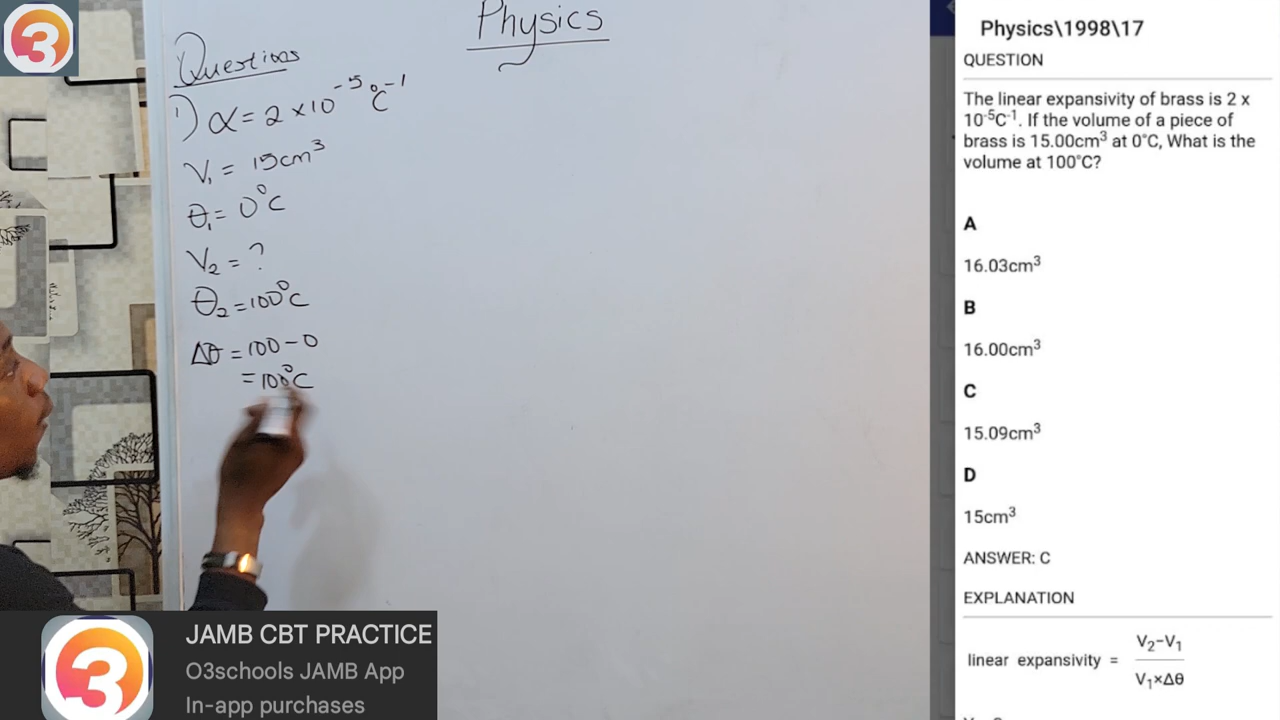 Physics
Questions
1) α = 2 × 10⁻⁵ °C⁻¹
V₁ = 15cm³
θ₁ = 0°C
V₂ = ?
θ₂ = 100°C
Δθ = 100 - 0
= 100°C
3
JAMB CBT PRACTICE
O3schools JAMB App
In-app purchases
3
Physics\1998\17
QUESTION
The linear expansivity of brass is 2 x
10⁻⁵C⁻¹. If the volume of a piece of
brass is 15.00cm³ at 0°C, What is the
volume at 100°C?
A
16.03cm³
B
16.00cm³
C
15.09cm³
D
15cm³
ANSWER: C
EXPLANATION
linear expansivity = V₂−V₁ / V₁×Δθ